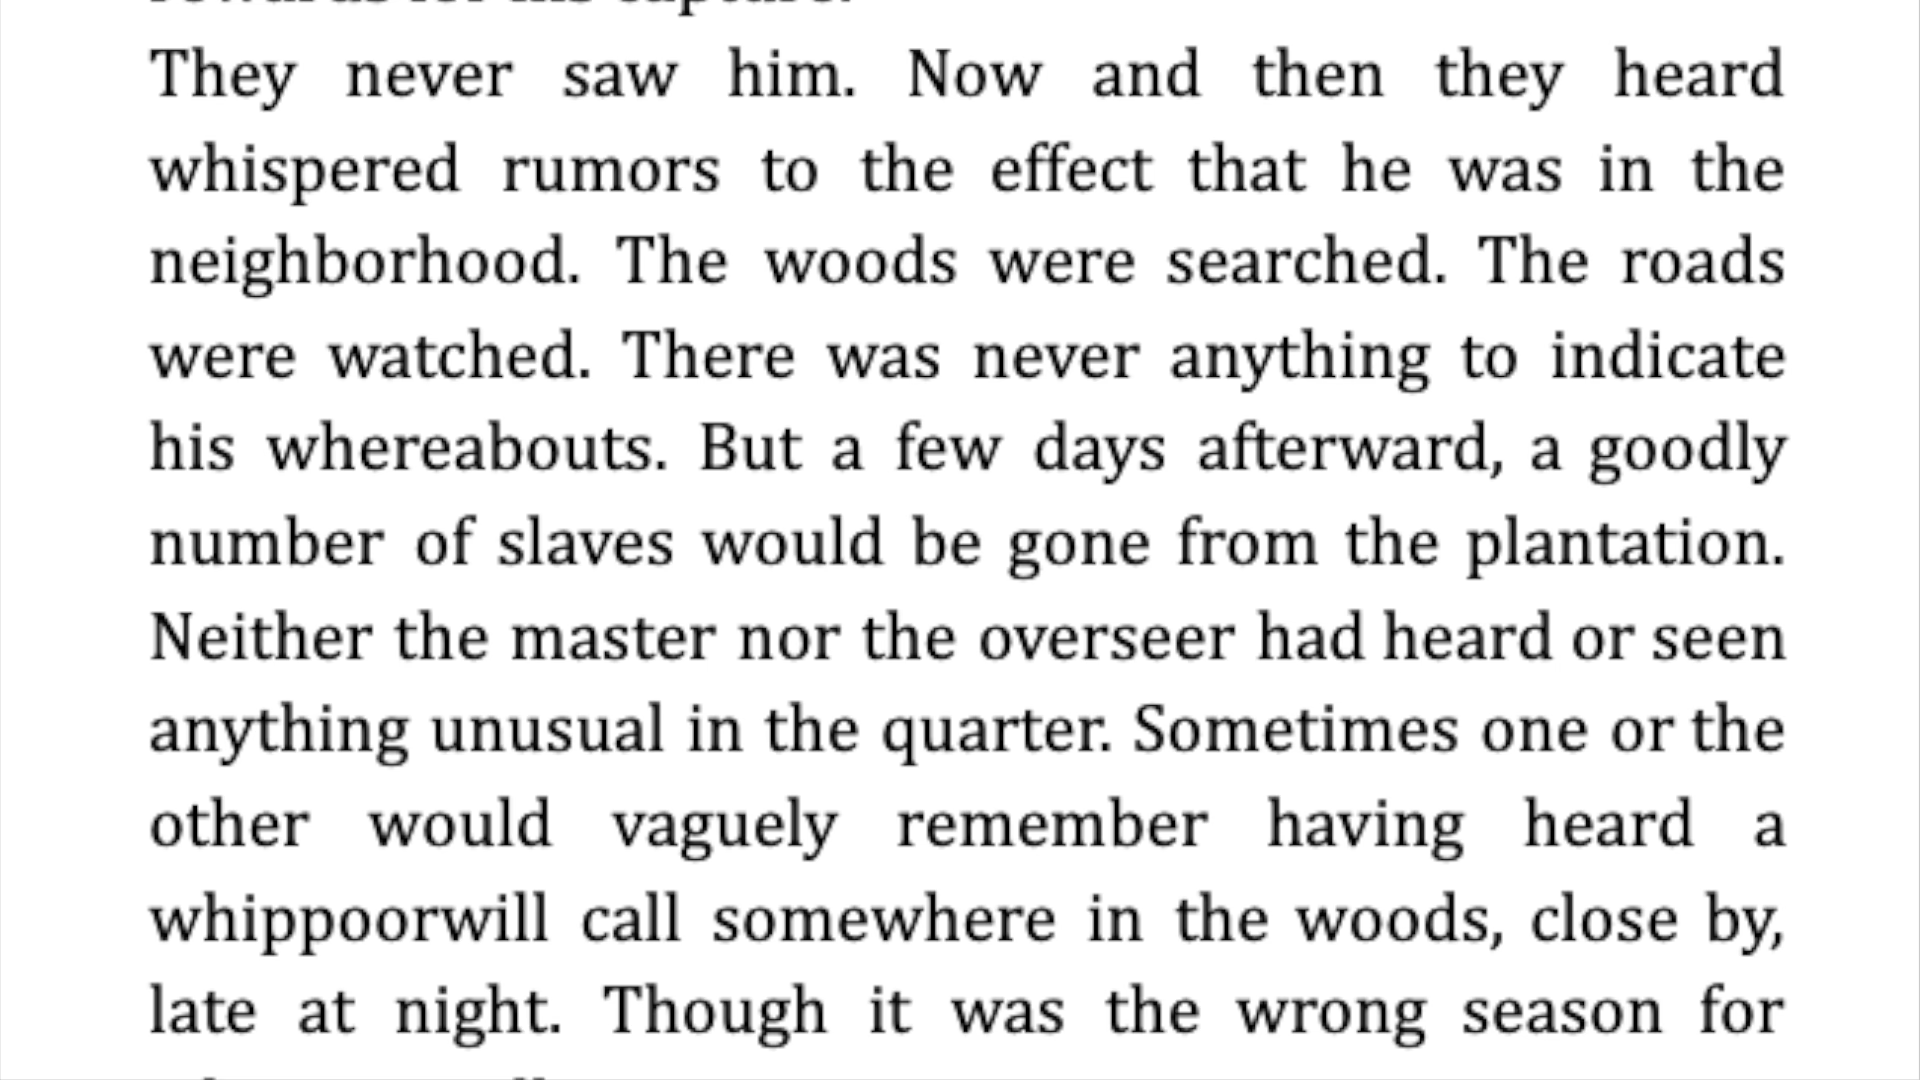 They never saw him. Now and then they heard
whispered rumors to the effect that he was in the
neighborhood. The woods were searched. The roads
were watched. There was never anything to indicate
his whereabouts. But a few days afterward, a goodly
number of slaves would be gone from the plantation.
Neither the master nor the overseer had heard or seen
anything unusual in the quarter. Sometimes one or the
other would vaguely remember having heard a
whippoorwill call somewhere in the woods, close by,
late at night. Though it was the wrong season for